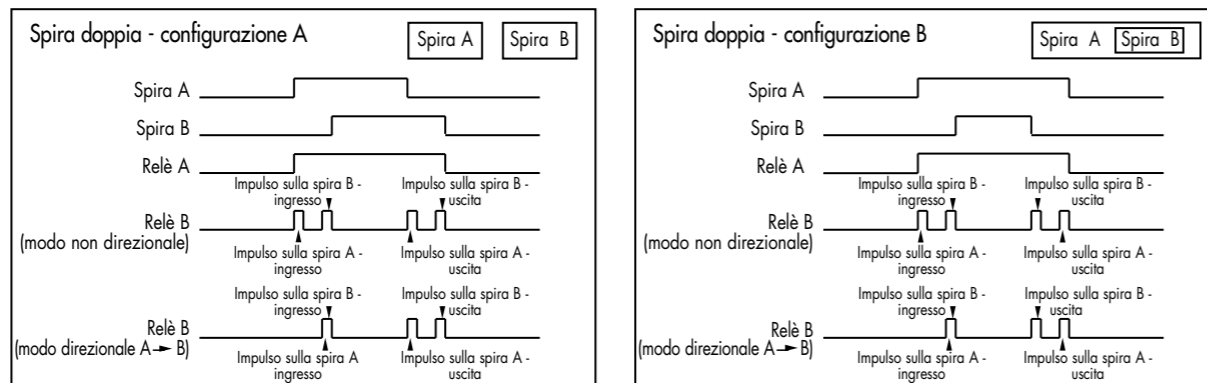 Spira doppia - configurazione A
Spira A
Spira B
Spira A
Spira B
Relè A
Impulso sulla spira B -
ingresso
Impulso sulla spira B -
uscita
Relè B
(modo non direzionale)
Impulso sulla spira A -
ingresso
Impulso sulla spira A -
uscita
Impulso sulla spira B -
ingresso
Impulso sulla spira B -
uscita
Relè B
(modo direzionale A→ B)
Impulso sulla spira A
ingresso
Impulso sulla spira A -
uscita
Spira doppia - configurazione B
Spira A
Spira B
Spira A
Spira B
Relè A
Impulso sulla spira B -
ingresso
Impulso sulla spira B -
uscita
Relè B
(modo non direzionale)
Impulso sulla spira A -
ingresso
Impulso sulla spira A -
uscita
Impulso sulla spira B -
ingresso
Impulso sulla spira B -
uscita
Relè B
(modo direzionale A→ B)
Impulso sulla spira A -
ingresso
Impulso sulla spira A -
uscita